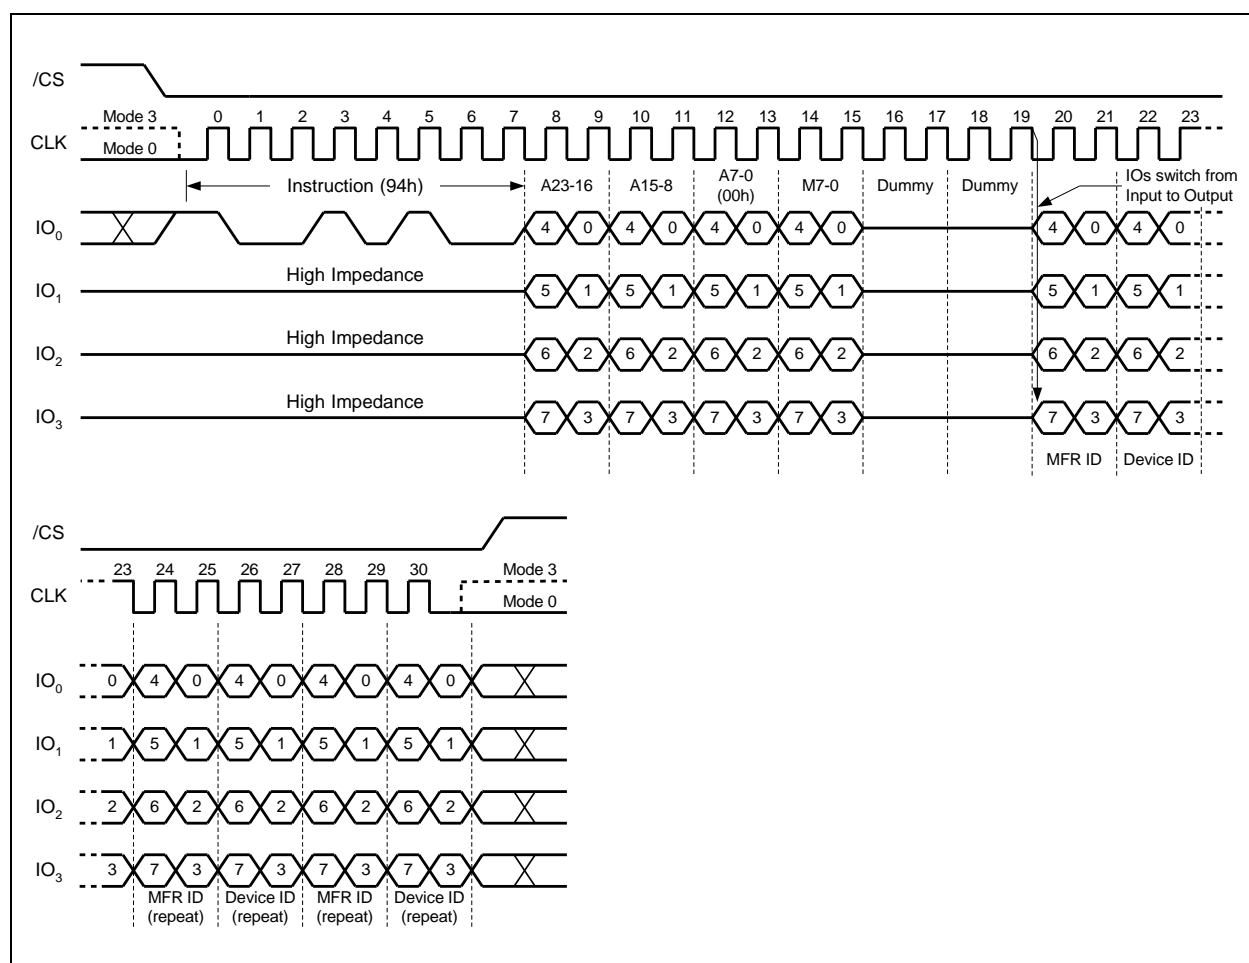 /CS
Mode 3 0 1 2 3 4 5 6 7 8 9 10 11 12 13 14 15 16 17 18 19 20 21 22 23
CLK
Mode 0
Instruction (94h) A23-16 A15-8 A7-0 (00h) M7-0 Dummy Dummy
IOs switch from
Input to Output
IO0 4 0 4 0 4 0 4 0 4 0 4 0
High Impedance
IO1 5 1 5 1 5 1 5 1 5 1 5 1
High Impedance
IO2 6 2 6 2 6 2 6 2 6 2 6 2
High Impedance
IO3 7 3 7 3 7 3 7 3 7 3 7 3
MFR ID Device ID
/CS
23 24 25 26 27 28 29 30 Mode 3
CLK
Mode 0
IO0 0 4 0 4 0 4 0 4 0
IO1 1 5 1 5 1 5 1 5 1
IO2 2 6 2 6 2 6 2 6 2
IO3 3 7 3 7 3 7 3 7 3
MFR ID Device ID MFR ID Device ID
(repeat) (repeat) (repeat) (repeat)